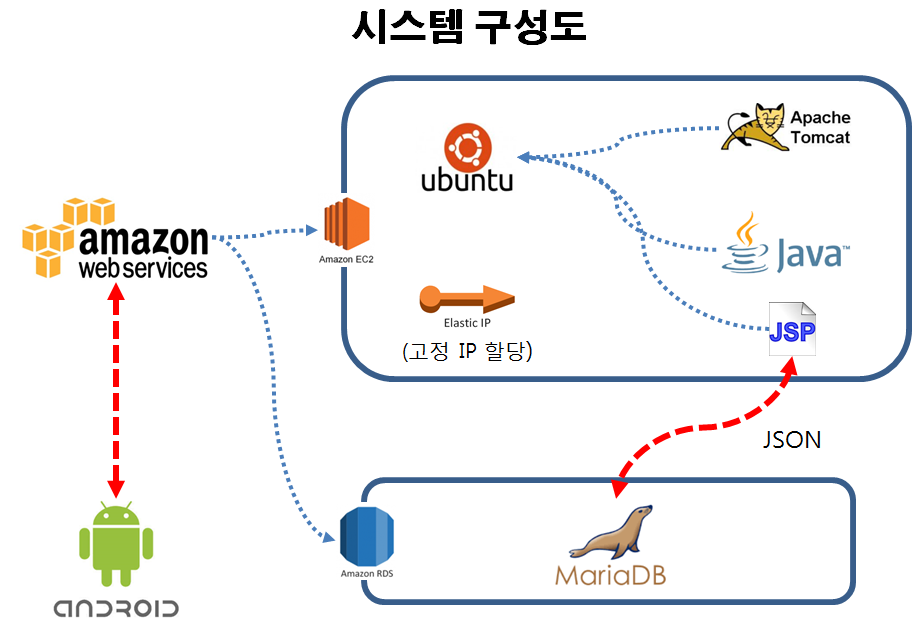 시스템 구성도
Apache
Tomcat
ubuntu
amazon
web services
Amazon EC2
Java™
Elastic IP
(고정 IP 할당)
JSP
JSON
Amazon RDS
MariaDB
ANDROID